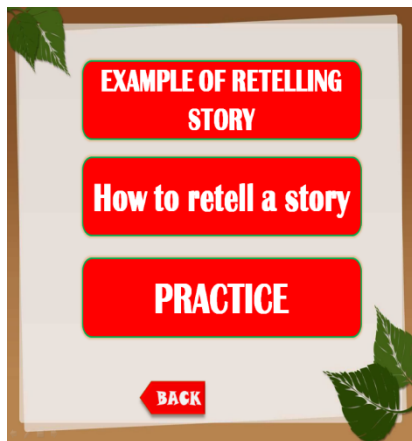 EXAMPLE OF RETELLING
STORY
How to retell a story
PRACTICE
BACK